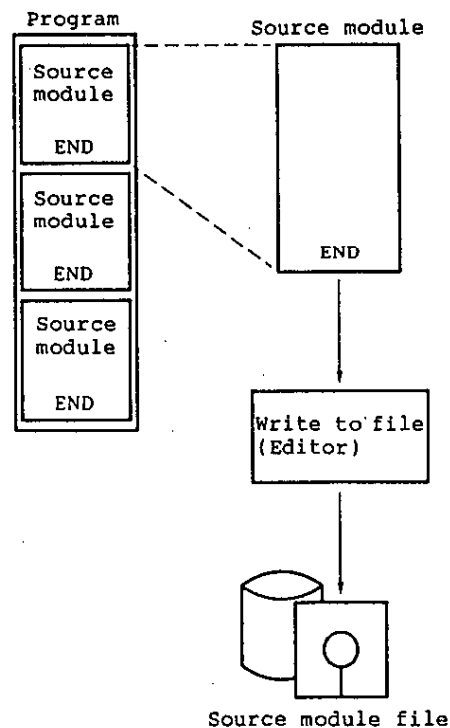 Program
Source
module
END
Source
module
END
Source
module
END
Source module
END
Write to file
(Editor)
Source module file